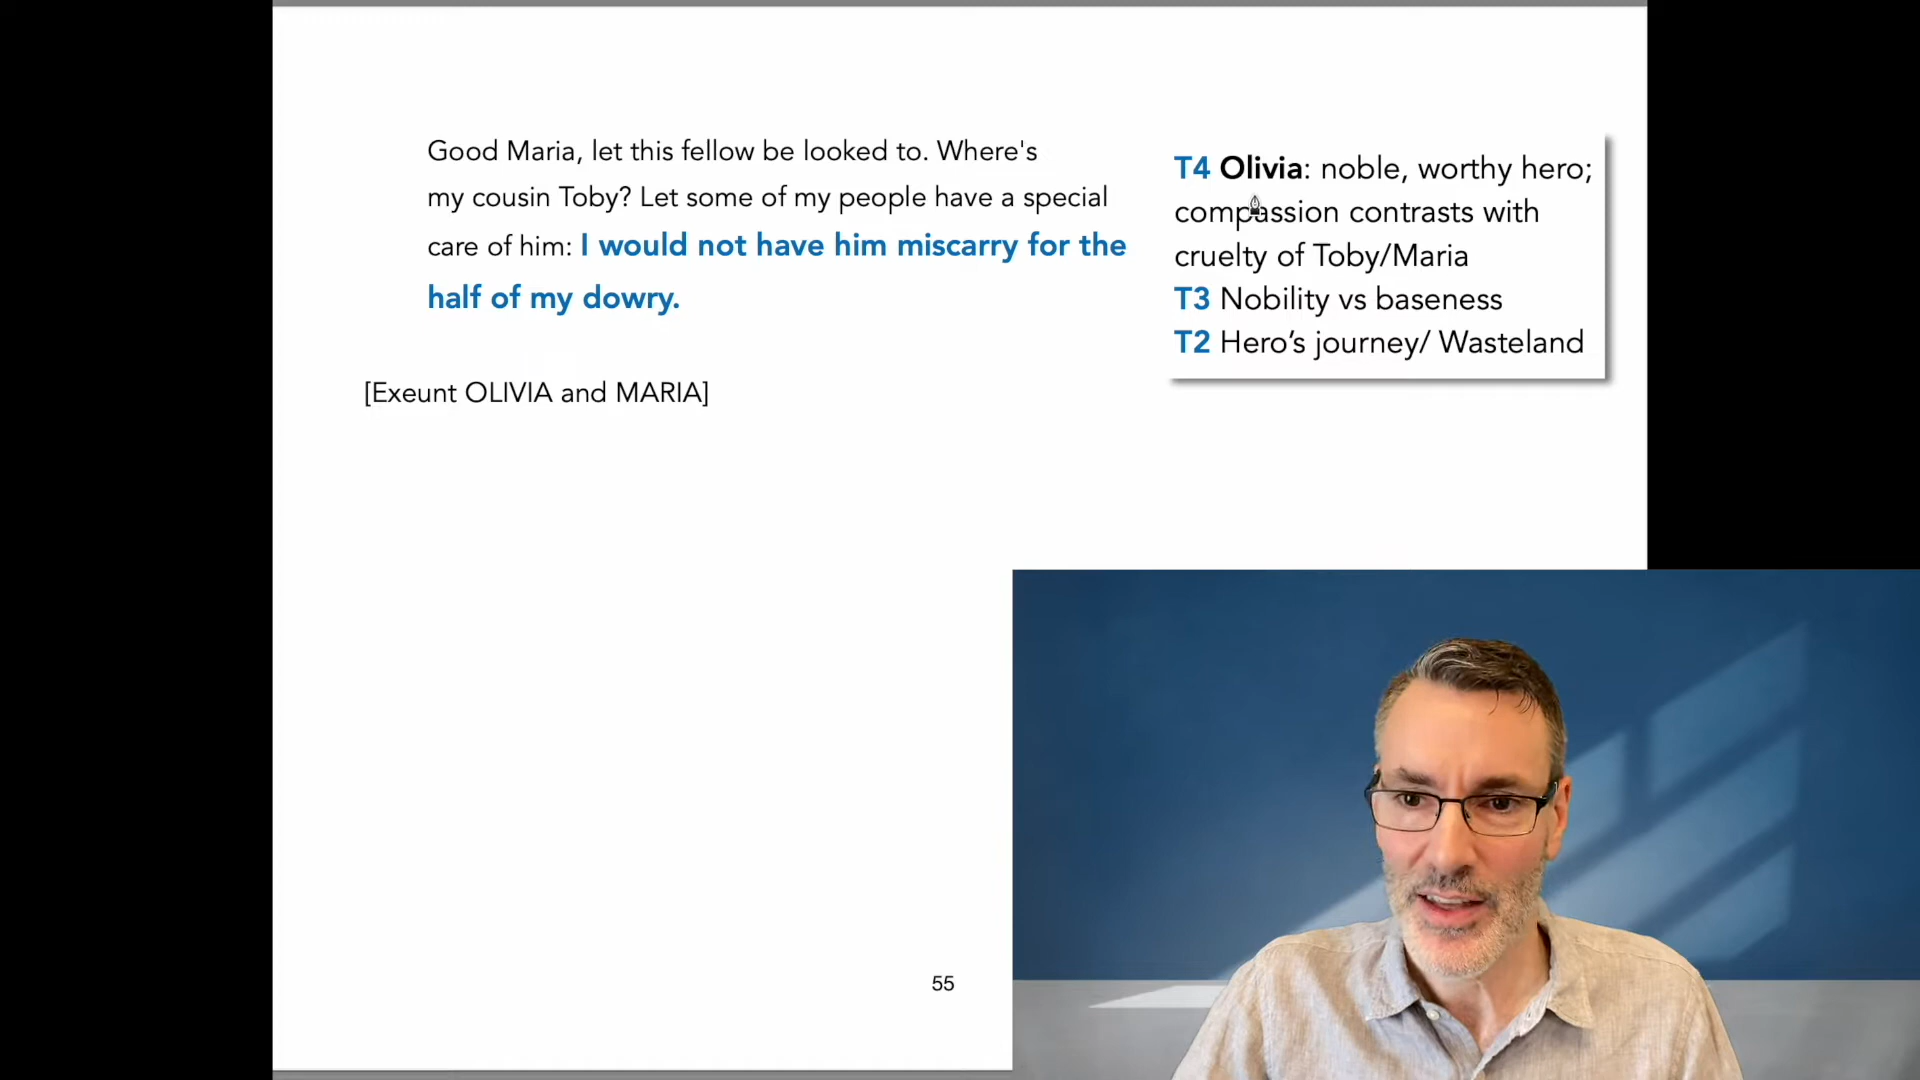 Good Maria, let this fellow be looked to. Where's
my cousin Toby? Let some of my people have a special
care of him: I would not have him miscarry for the
half of my dowry.
[Exeunt OLIVIA and MARIA]
T4 Olivia: noble, worthy hero;
compassion contrasts with
cruelty of Toby/Maria
T3 Nobility vs baseness
T2 Hero’s journey/ Wasteland
55